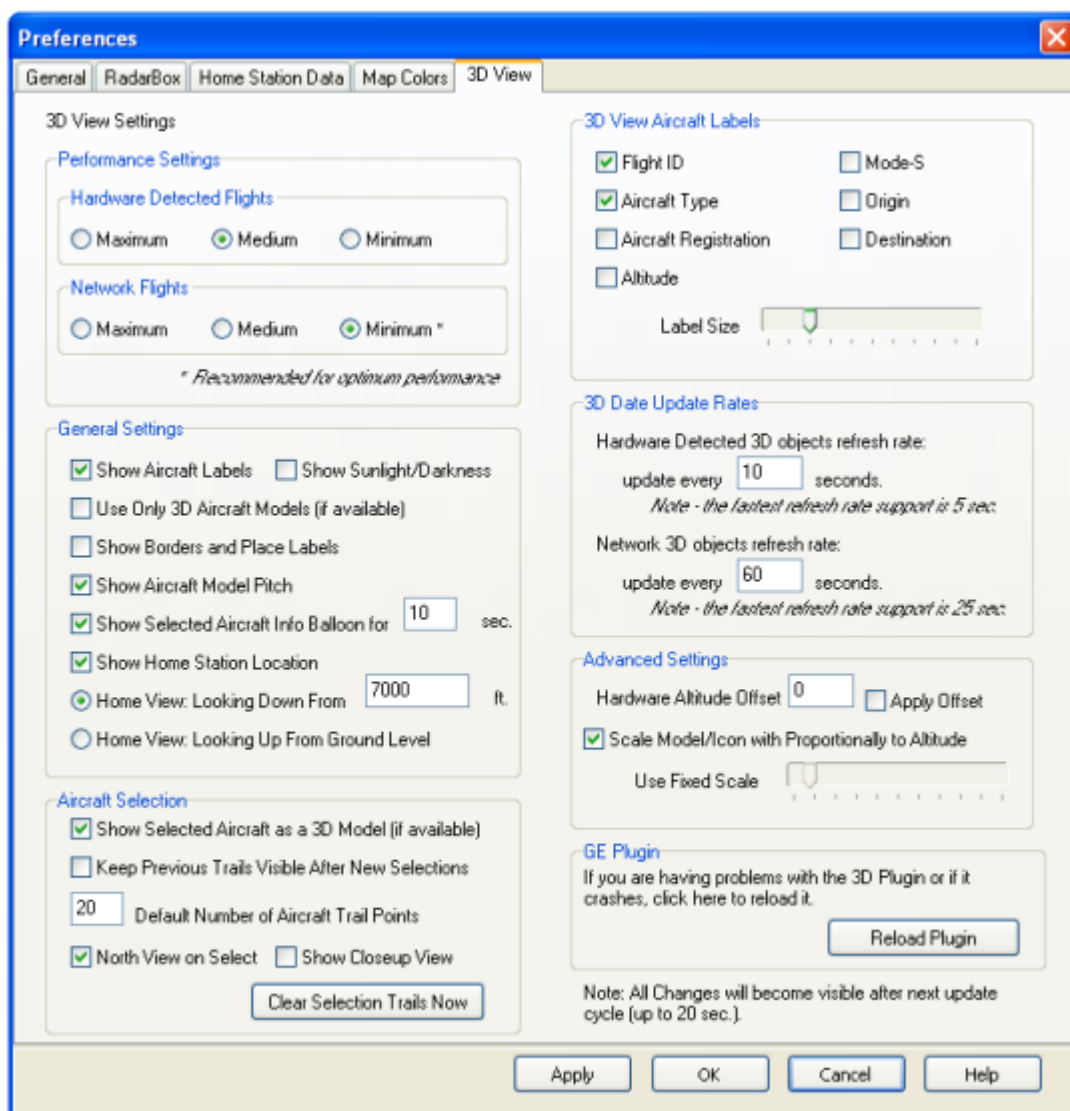 Preferences
General RadarBox Home Station Data Map Colors 3D View
3D View Settings
Performance Settings
Hardware Detected Flights
Maximum Medium Minimum
Network Flights
Maximum Medium Minimum *
* Recommended for optimum performance
General Settings
Show Aircraft Labels Show Sunlight/Darkness
Use Only 3D Aircraft Models (if available)
Show Borders and Place Labels
Show Aircraft Model Pitch
Show Selected Aircraft Info Balloon for 10 sec.
Show Home Station Location
Home View: Looking Down From 7000 ft.
Home View: Looking Up From Ground Level
Aircraft Selection
Show Selected Aircraft as a 3D Model (if available)
Keep Previous Trails Visible After New Selections
20 Default Number of Aircraft Trail Points
North View on Select Show Closeup View
Clear Selection Trails Now
3D View Aircraft Labels
Flight ID Mode-S
Aircraft Type Origin
Aircraft Registration Destination
Altitude
Label Size
3D Date Update Rates
Hardware Detected 3D objects refresh rate:
update every 10 seconds.
Note - the fastest refresh rate support is 5 sec.
Network 3D objects refresh rate:
update every 60 seconds.
Note - the fastest refresh rate support is 25 sec.
Advanced Settings
Hardware Altitude Offset 0 Apply Offset
Scale Model/Icon with Proportionally to Altitude
Use Fixed Scale
GE Plugin
If you are having problems with the 3D Plugin or if it
crashes, click here to reload it.
Reload Plugin
Note: All Changes will become visible after next update
cycle (up to 20 sec.).
Apply OK Cancel Help